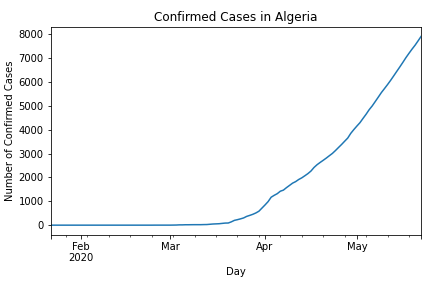 Confirmed Cases in Algeria
Number of Confirmed Cases
8000
7000
6000
5000
4000
3000
2000
1000
0
Feb
2020
Mar
Apr
May
Day